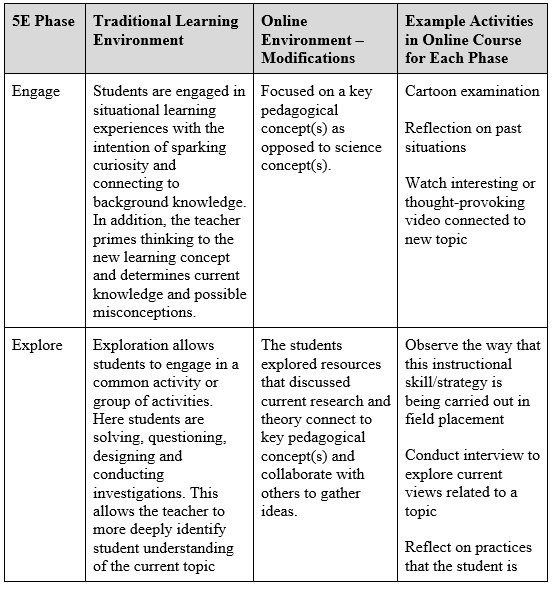 5E Phase
Traditional Learning
Environment
Online
Environment –
Modifications
Example Activities
in Online Course
for Each Phase
Engage
Students are engaged in
situational learning
experiences with the
intention of sparking
curiosity and
connecting to
background knowledge.
In addition, the teacher
primes thinking to the
new learning concept
and determines current
knowledge and possible
misconceptions.
Focused on a key
pedagogical
concept(s) as
opposed to science
concept(s).
Cartoon examination
Reflection on past
situations
Watch interesting or
thought-provoking
video connected to
new topic
Explore
Exploration allows
students to engage in a
common activity or
group of activities.
Here students are
solving, questioning,
designing and
conducting
investigations. This
allows the teacher to
more deeply identify
student understanding
of the current topic
The students
explored resources
that discussed
current research and
theory connect to
key pedagogical
concept(s) and
collaborate with
others to gather
ideas.
Observe the way that
this instructional
skill/strategy is
being carried out in
field placement
Conduct interview to
explore current
views related to a
topic
Reflect on practices
that the student is